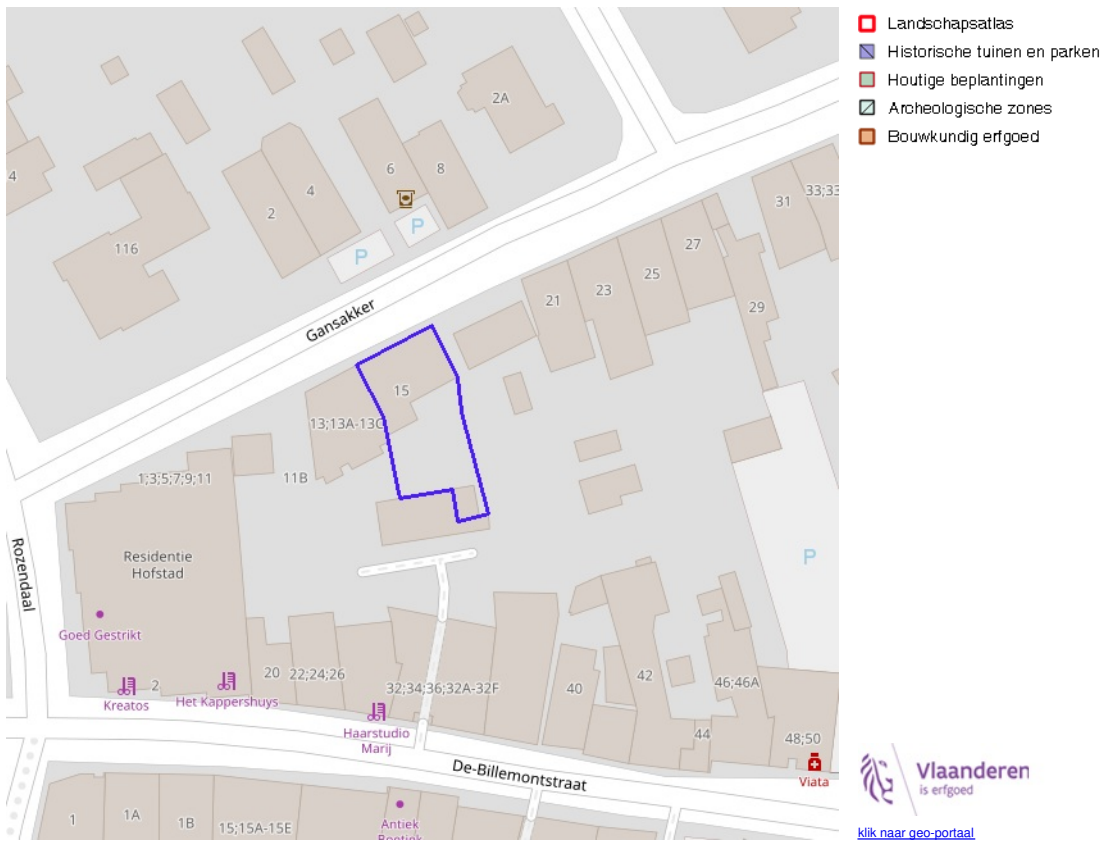 Landschapsatlas
Historische tuinen en parken
Houtige beplantingen
Archeologische zones
Bouwkundig erfgoed
2A
4
6
8
4
2
P
P
116
31
33;33
27
25
23
21
29
Gansakker
15
13;13A-13C
1;3;5;7;9;11
11B
Rozendaal
Residentie
Hofstad
P
Goed Gestrikt
20
22;24;26
2
Kreatos
Het Kappershuys
32;34;36;32A-32F
40
42
46;46A
Haarstudio
Marij
44
48;50
De-Billemontstraat
Viata
1
1A
1B
15;15A-15E
Antiek
Vlaanderen
is erfgoed
klik naar geo-portaal